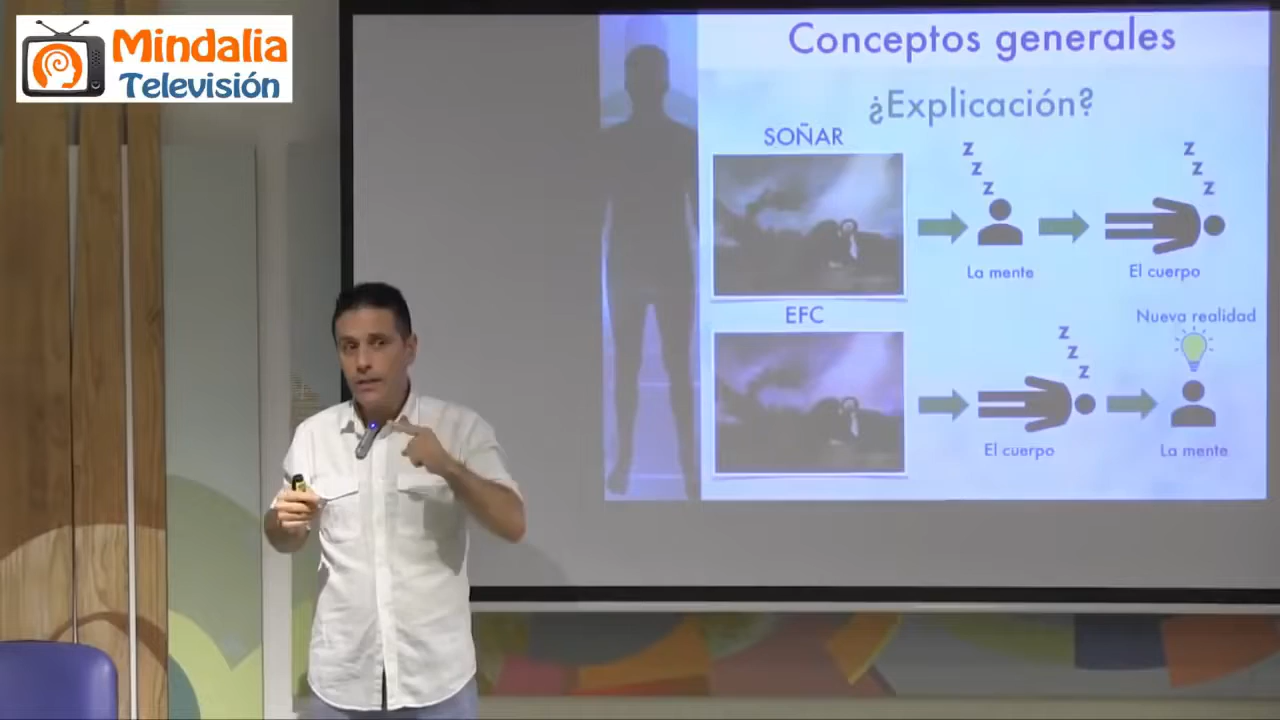 Mindalia
Televisión
Conceptos generales
¿Explicación?
SOÑAR
z
z
z
z
z
z
La mente
El cuerpo
EFC
Nueva realidad
z
z
z
El cuerpo
La mente